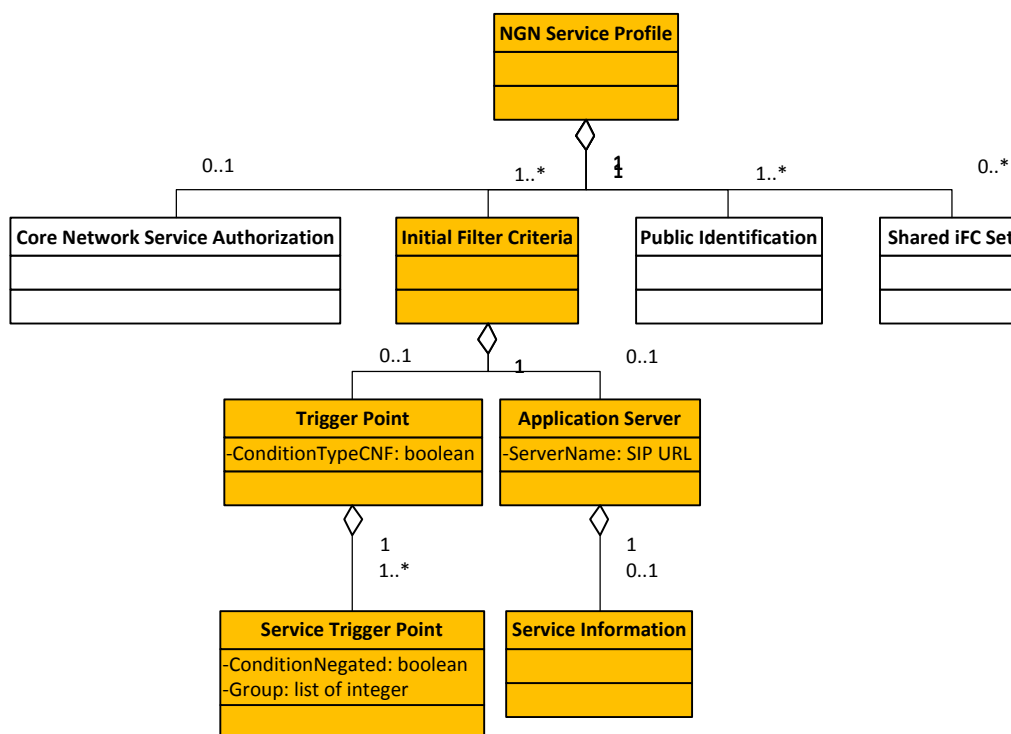 NGN Service Profile
1
1
0..1
1..*
1..*
0..*
Core Network Service Authorization
Initial Filter Criteria
Public Identification
Shared iFC Set
0..1
1
0..1
Trigger Point
-ConditionTypeCNF: boolean
Application Server
-ServerName: SIP URL
1
1..*
1
0..1
Service Trigger Point
-ConditionNegated: boolean
-Group: list of integer
Service Information